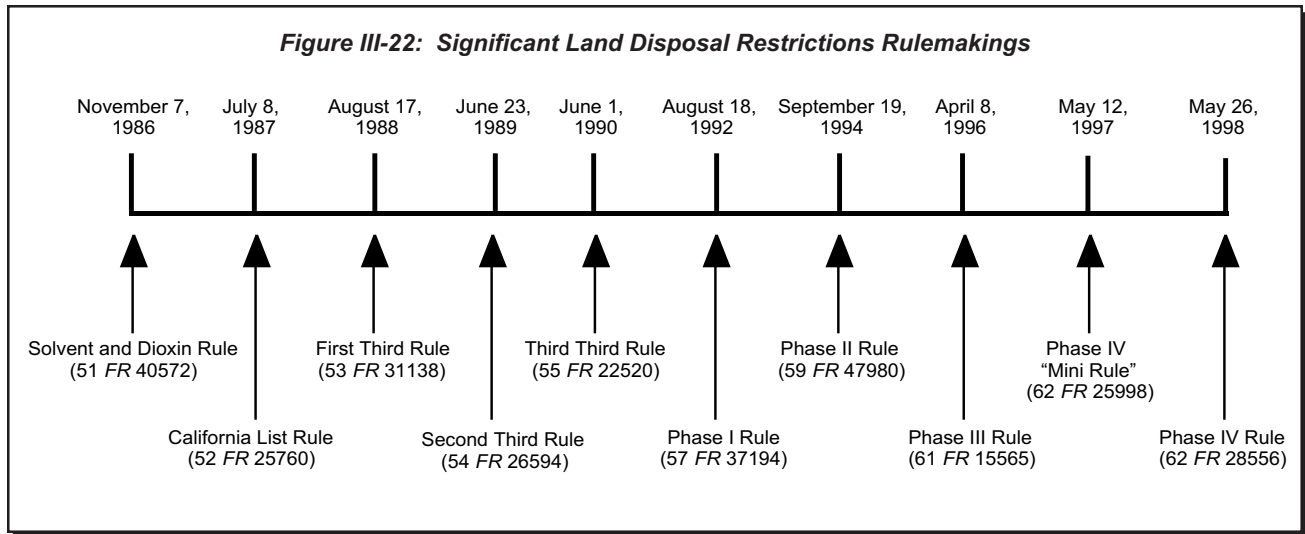 Figure III-22: Significant Land Disposal Restrictions Rulemakings
November 7,
1986
July 8,
1987
August 17,
1988
June 23,
1989
June 1,
1990
August 18,
1992
September 19,
1994
April 8,
1996
May 12,
1997
May 26,
1998
Solvent and Dioxin Rule
(51 FR 40572)
California List Rule
(52 FR 25760)
First Third Rule
(53 FR 31138)
Second Third Rule
(54 FR 26594)
Third Third Rule
(55 FR 22520)
Phase I Rule
(57 FR 37194)
Phase II Rule
(59 FR 47980)
Phase III Rule
(61 FR 15565)
Phase IV
“Mini Rule”
(62 FR 25998)
Phase IV Rule
(62 FR 28556)